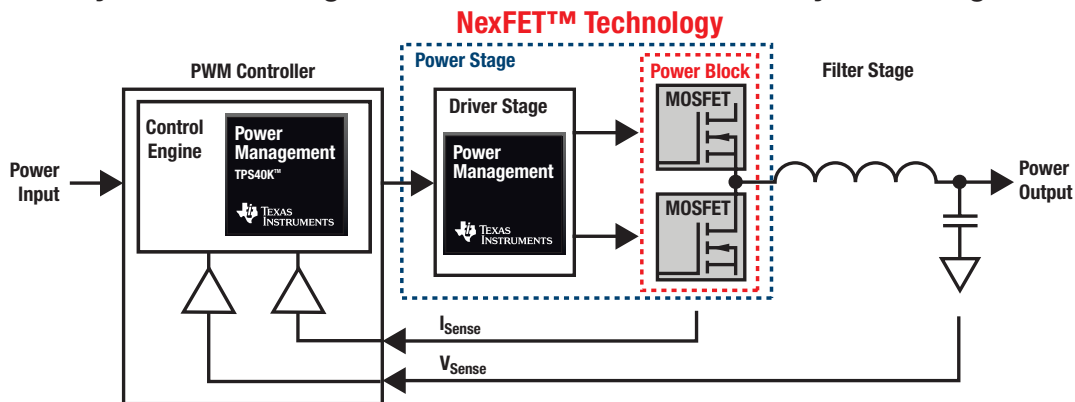 NexFET™ Technology
PWM Controller
Power Stage
Power Block
Filter Stage
Control
Engine
Power
Management
TPS40K™
TEXAS
INSTRUMENTS
Driver Stage
Power
Management
TEXAS
INSTRUMENTS
MOSFET
MOSFET
Power
Input
Power
Output
ISense
VSense